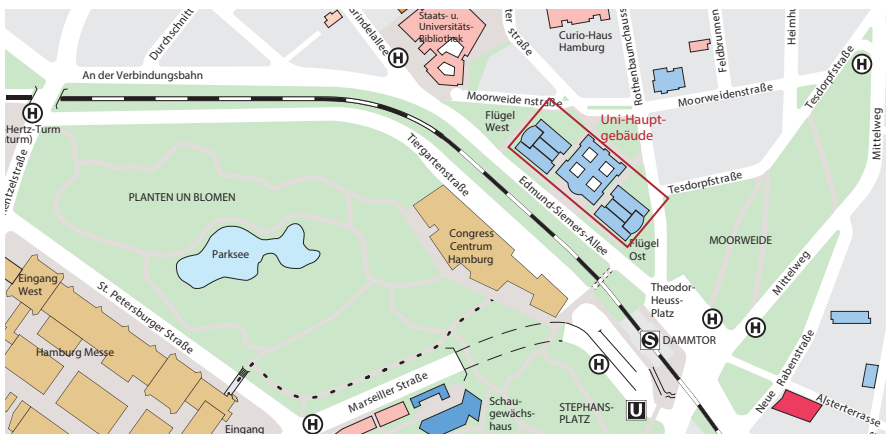 Grindelallee
Staats- u.
Universitäts-
Bibliothek
Curio-Haus
Hamburg
Rothenbaumchauss
Feldbrunnen
Heimhu
Durchschnitt
An der Verbindungsbahn
H
H
H
Moorweidenstraße
Moorweidenstraße
Tesdorpfstraße
Mittelweg
Flügel
West
Uni-Haupt-
gebäude
-Hertz-Turm
Tiergartenstraße
Edmund-Siemers-Allee
Tesdorpfstraße
PLANTEN UN BLOMEN
Congress
Centrum
Hamburg
Flügel
Ost
MOORWEIDE
Parksee
Mittelweg
Eingang
West
St. Petersburger Straße
Theodor-
Heuss-
Platz
H
H
S DAMMTOR
Hamburg Messe
H
Marseiller Straße
Neue Rabenstraße
Alsterterrasse
Schau-
gewächs-
haus
STEPHANS-
PLATZ
U
H
Eingang